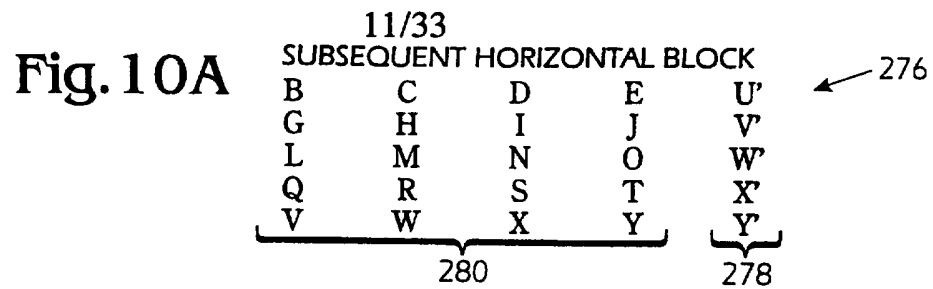 11/33
Fig. 10A SUBSEQUENT HORIZONTAL BLOCK
B C D E U' 276
G H I J V'
L M N O W'
Q R S T X'
V W X Y Y'
280 278